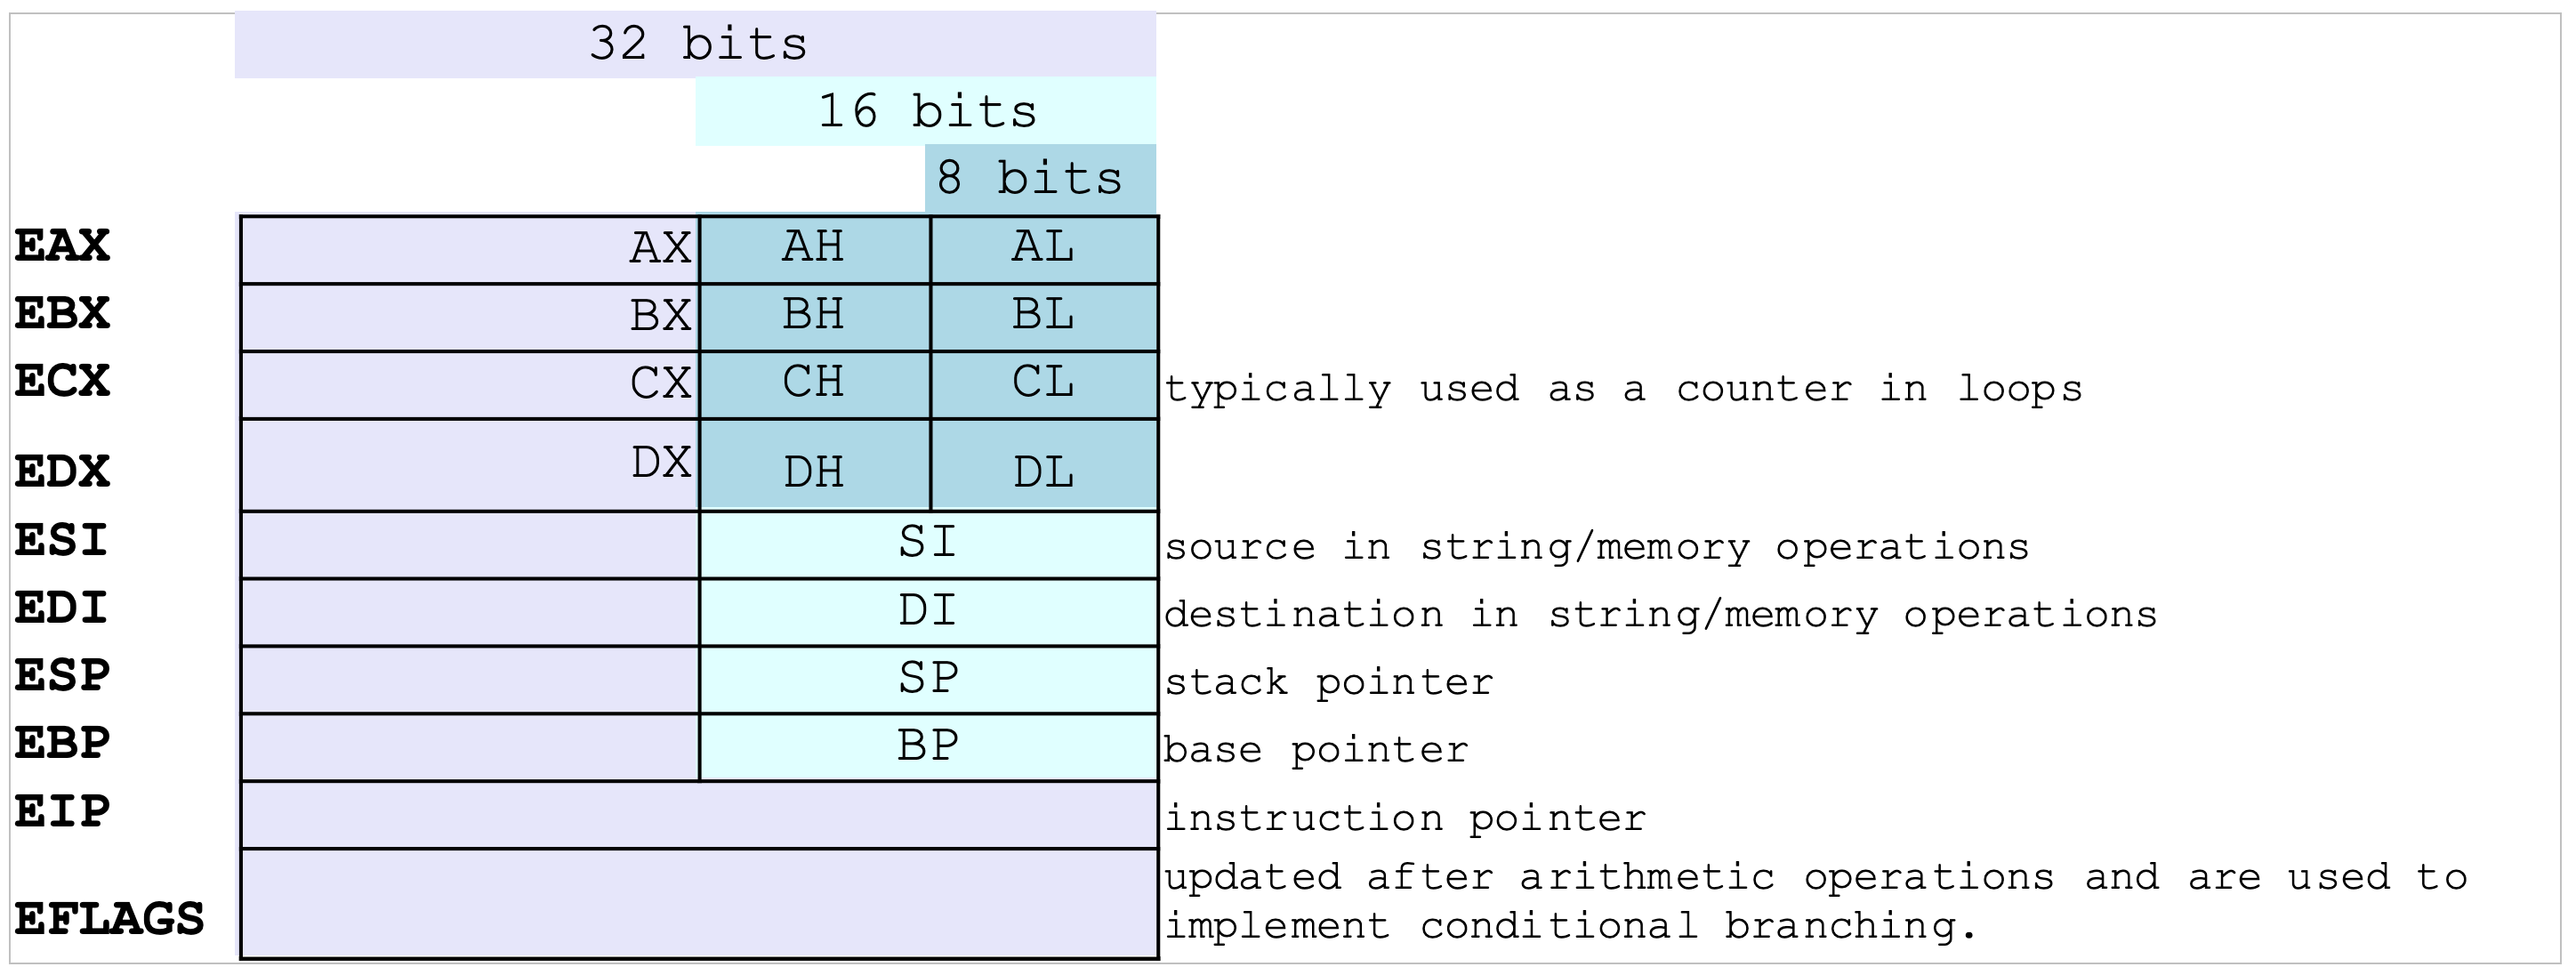 32 bits
16 bits
8 bits
EAX AX AH AL
EBX BX BH BL
ECX CX CH CL typically used as a counter in loops
EDX DX DH DL
ESI SI source in string/memory operations
EDI DI destination in string/memory operations
ESP SP stack pointer
EBP BP base pointer
EIP instruction pointer
EFLAGS updated after arithmetic operations and are used to
implement conditional branching.